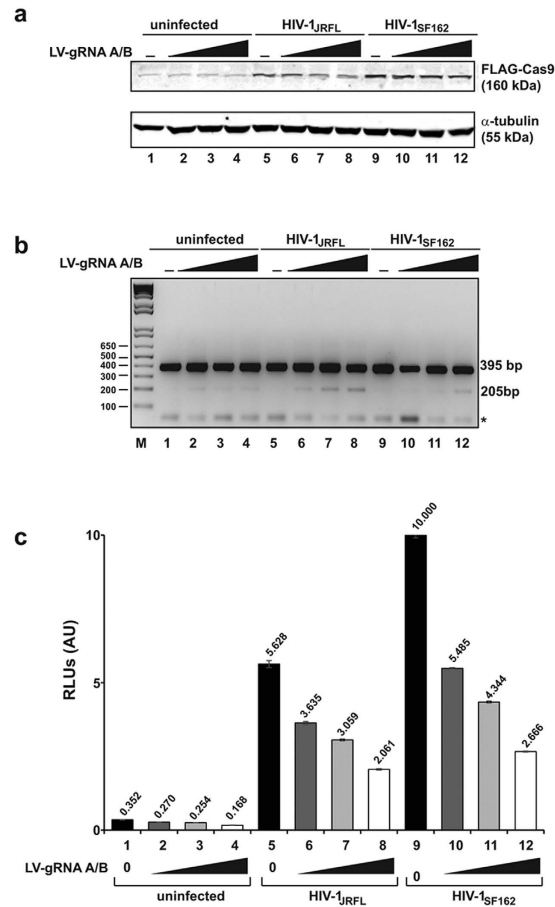 a
uninfected HIV-1JRFL HIV-1SF162
LV-gRNA A/B – – –
FLAG-Cas9
(160 kDa)
α-tubulin
(55 kDa)
1 2 3 4 5 6 7 8 9 10 11 12
b
uninfected HIV-1JRFL HIV-1SF162
LV-gRNA A/B – – –
650
500
400
300
200
100
395 bp
205bp
*
M 1 2 3 4 5 6 7 8 9 10 11 12
c
RLUs (AU)
10
5
0
0.352 0.270 0.254 0.168 5.628 3.635 3.059 2.061 10.000 5.485 4.344 2.666
1 2 3 4 5 6 7 8 9 10 11 12
LV-gRNA A/B 0 0 0
uninfected HIV-1JRFL HIV-1SF162